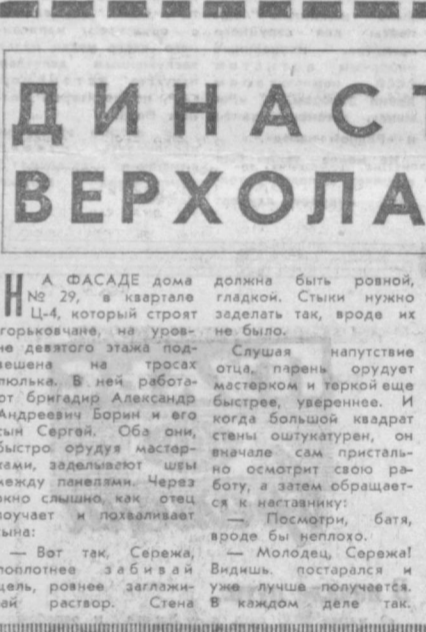 ДИНАСТ
ВЕРХОЛА
НА ФАСАДЕ дома
№ 29, в квартале
Ц-4, который строят
горьковчане, на уров-
не девятого этажа под-
вешена на тросах
люлька. В ней работа-
ют бригадир Александр
Андреевич Борин и его
сын Сергей. Оба они,
быстро орудуя мастер-
ками, заделывают швы
между панелями. Через
окно слышно, как отец
поучает и похваливает
сына:
— Вот так, Сережа,
поплотнее забивай
щель, ровнее заглажи-
вай раствор. Стена
должна быть ровной,
гладкой. Стыки нужно
заделать так, вроде их
не было.
Слушая напутствие
отца, парень орудует
мастерком и теркой еще
быстрее, увереннее. И
когда большой квадрат
стены оштукатурен, он
вначале сам присталь-
но осмотрит свою ра-
боту, а затем обращает-
ся к наставнику:
— Посмотри, батя,
вроде бы неплохо.
— Молодец, Сережа!
Видишь, постарался и
уже лучше получается.
В каждом деле так.